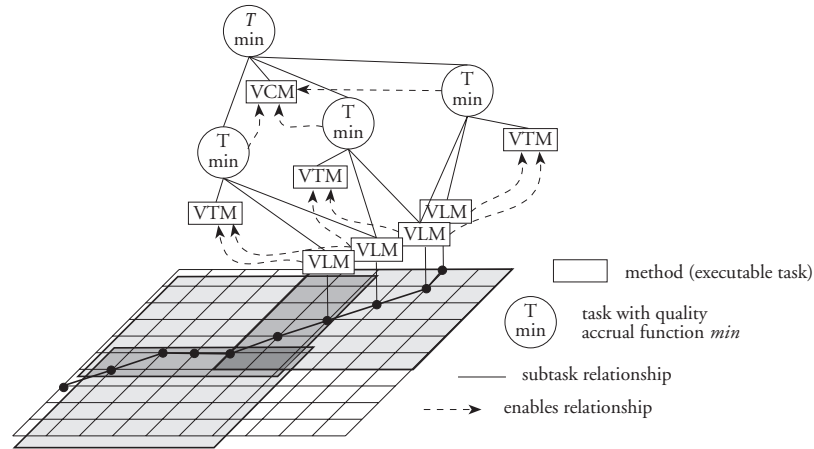 T
min
VCM
T
min
T
min
T
min
VTM
VTM
VTM
VLM
VLM
VLM
VLM
method (executable task)
T
min
task with quality
accrual function min
subtask relationship
enables relationship